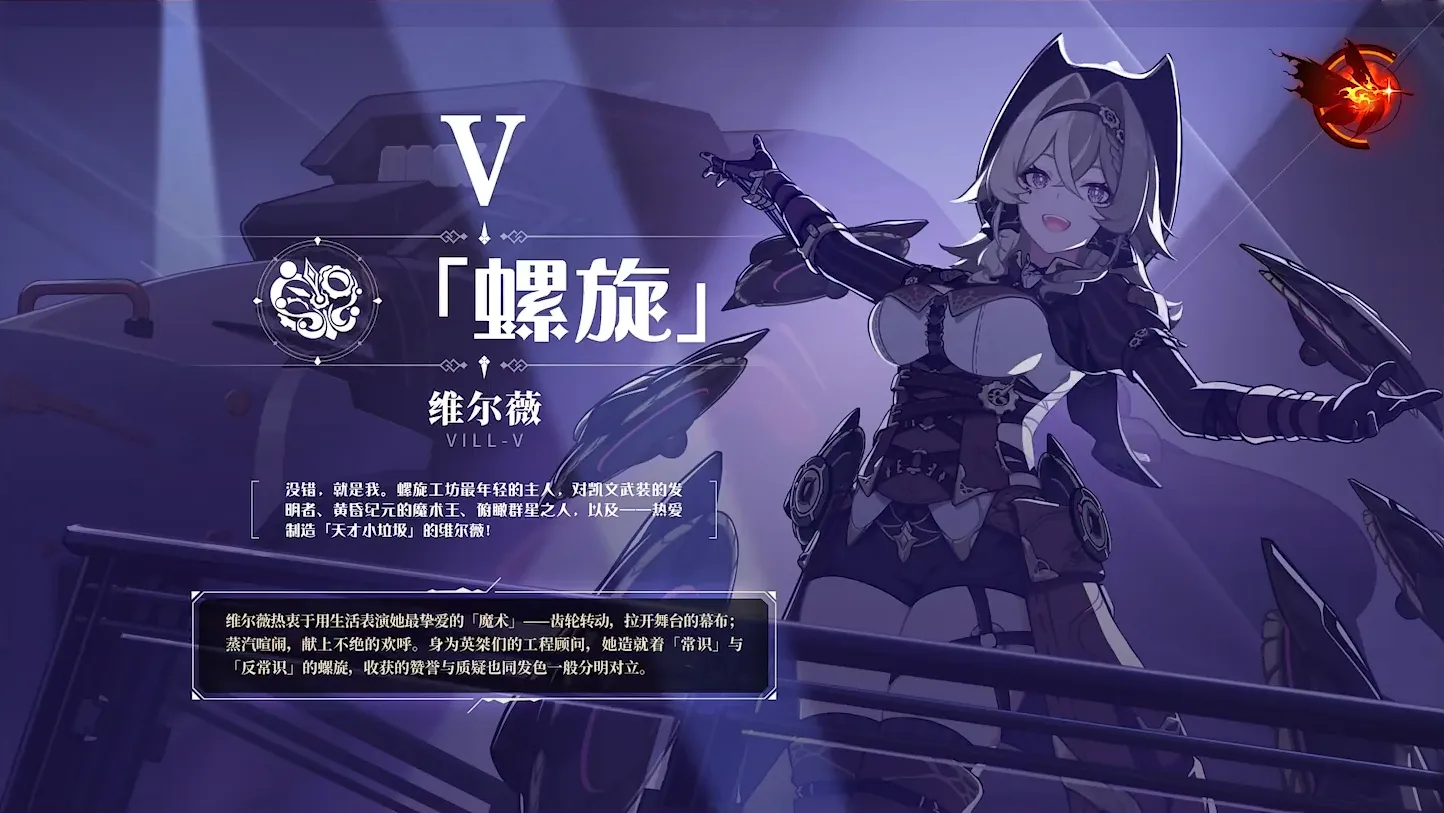 V
「螺旋」
维尔薇
VILL-V
没错，就是我。螺旋工坊最年轻的主人，对凯文武装的发
明者、黄昏纪元的魔术王、俯瞰群星之人，以及——热爱
制造「天才小垃圾」的维尔薇！
维尔薇热衷于用生活表演她最挚爱的「魔术」——齿轮转动，拉开舞台的幕布；
蒸汽喧闹，献上不绝的欢呼。身为英桀们的工程顾问，她造就着「常识」与
「反常识」的螺旋，收获的赞誉与质疑也同发色一般分明对立。